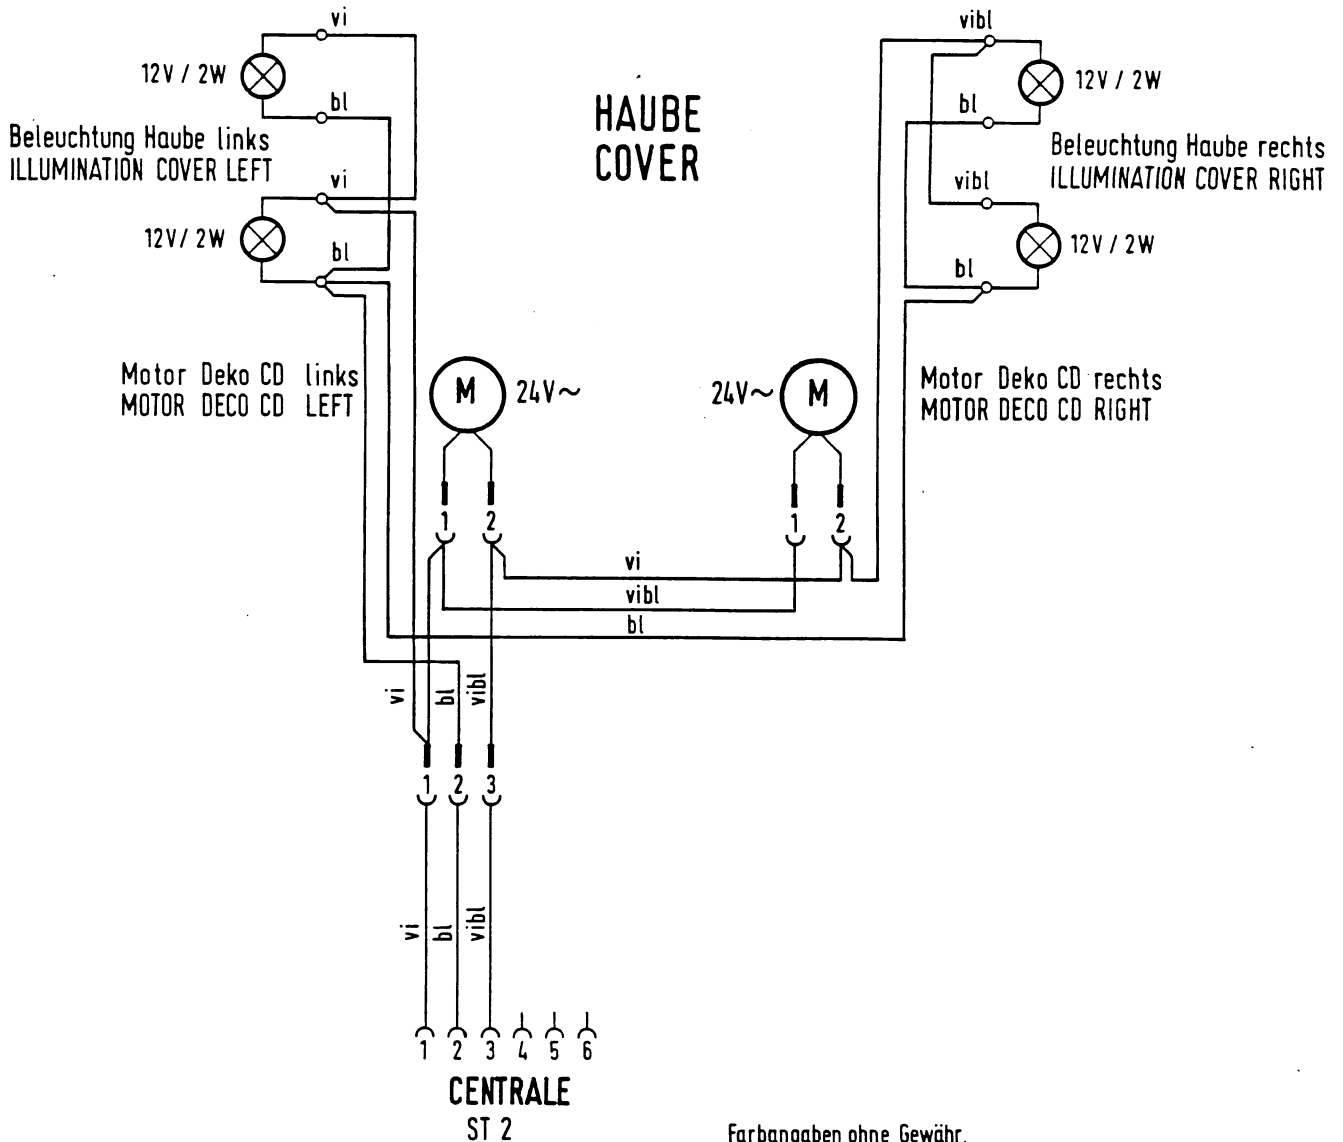 vi
12V / 2W
bl
Beleuchtung Haube links
ILLUMINATION COVER LEFT
vi
12V / 2W
bl
HAUBE
COVER
vibl
12V / 2W
bl
Beleuchtung Haube rechts
ILLUMINATION COVER RIGHT
vibl
12V / 2W
bl
Motor Deko CD links
MOTOR DECO CD LEFT
M
24V~
24V~
M
Motor Deko CD rechts
MOTOR DECO CD RIGHT
1 2
1 2
vi
vibl
bl
vi bl vibl
1 2 3
vi bl vibl
1 2 3 4 5 6
CENTRALE
ST 2
Farbangaben ohne Gewähr.